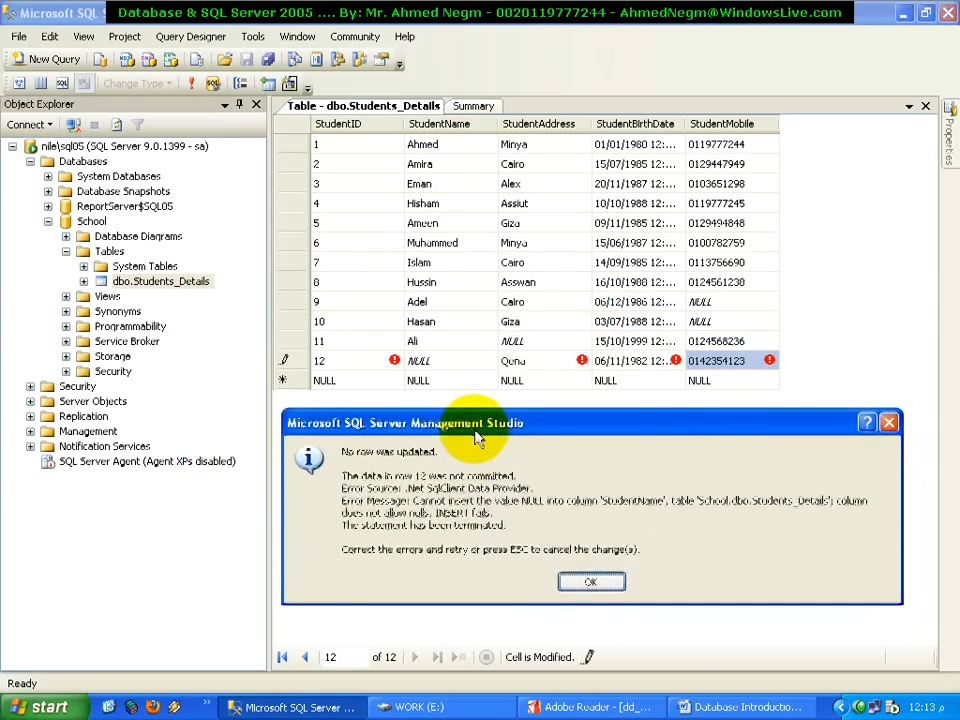 Microsoft SQL S
Database & SQL Server 2005 .... By: Mr. Ahmed Negm - 0020119777244 - AhmedNegm@WindowsLive.com
File Edit View Project Query Designer Tools Window Community Help
New Query
Change Type
Object Explorer
Connect
nile\sql05 (SQL Server 9.0.1399 - sa)
Databases
System Databases
Database Snapshots
ReportServer$SQL05
School
Database Diagrams
Tables
System Tables
dbo.Students_Details
Views
Synonyms
Programmability
Service Broker
Storage
Security
Security
Server Objects
Replication
Management
Notification Services
SQL Server Agent (Agent XPs disabled)
Table - dbo.Students_Details Summary
Properties
StudentID StudentName StudentAddress StudentBirthDate StudentMobile
1 Ahmed Minya 01/01/1980 12:... 0119777244
2 Amira Cairo 15/07/1985 12:... 0129447949
3 Eman Alex 20/11/1987 12:... 0103651298
4 Hisham Assiut 10/10/1988 12:... 0119777245
5 Ameen Giza 09/11/1985 12:... 0129494848
6 Muhammed Minya 15/06/1987 12:... 0100782759
7 Islam Cairo 14/09/1985 12:... 0113756690
8 Hussin Asswan 16/10/1988 12:... 0124561238
9 Adel Cairo 06/12/1986 12:... NULL
10 Hasan Giza 03/07/1988 12:... NULL
11 Ali NULL 15/10/1999 12:... 0124568236
12 NULL Qena 06/11/1982 12:... 0142354123
NULL NULL NULL NULL NULL
Microsoft SQL Server Management Studio
No row was updated.
The data in row 12 was not committed.
Error Source: .Net SqlClient Data Provider.
Error Message: Cannot insert the value NULL into column 'StudentName', table 'School.dbo.Students_Details'; column
does not allow nulls. INSERT fails.
The statement has been terminated.
Correct the errors and retry or press ESC to cancel the change(s).
OK
12 of 12 Cell is Modified.
Ready
start Microsoft SQL Server ... WORK (E:) Adobe Reader - [dd_... Database Introductio... 12:13 م